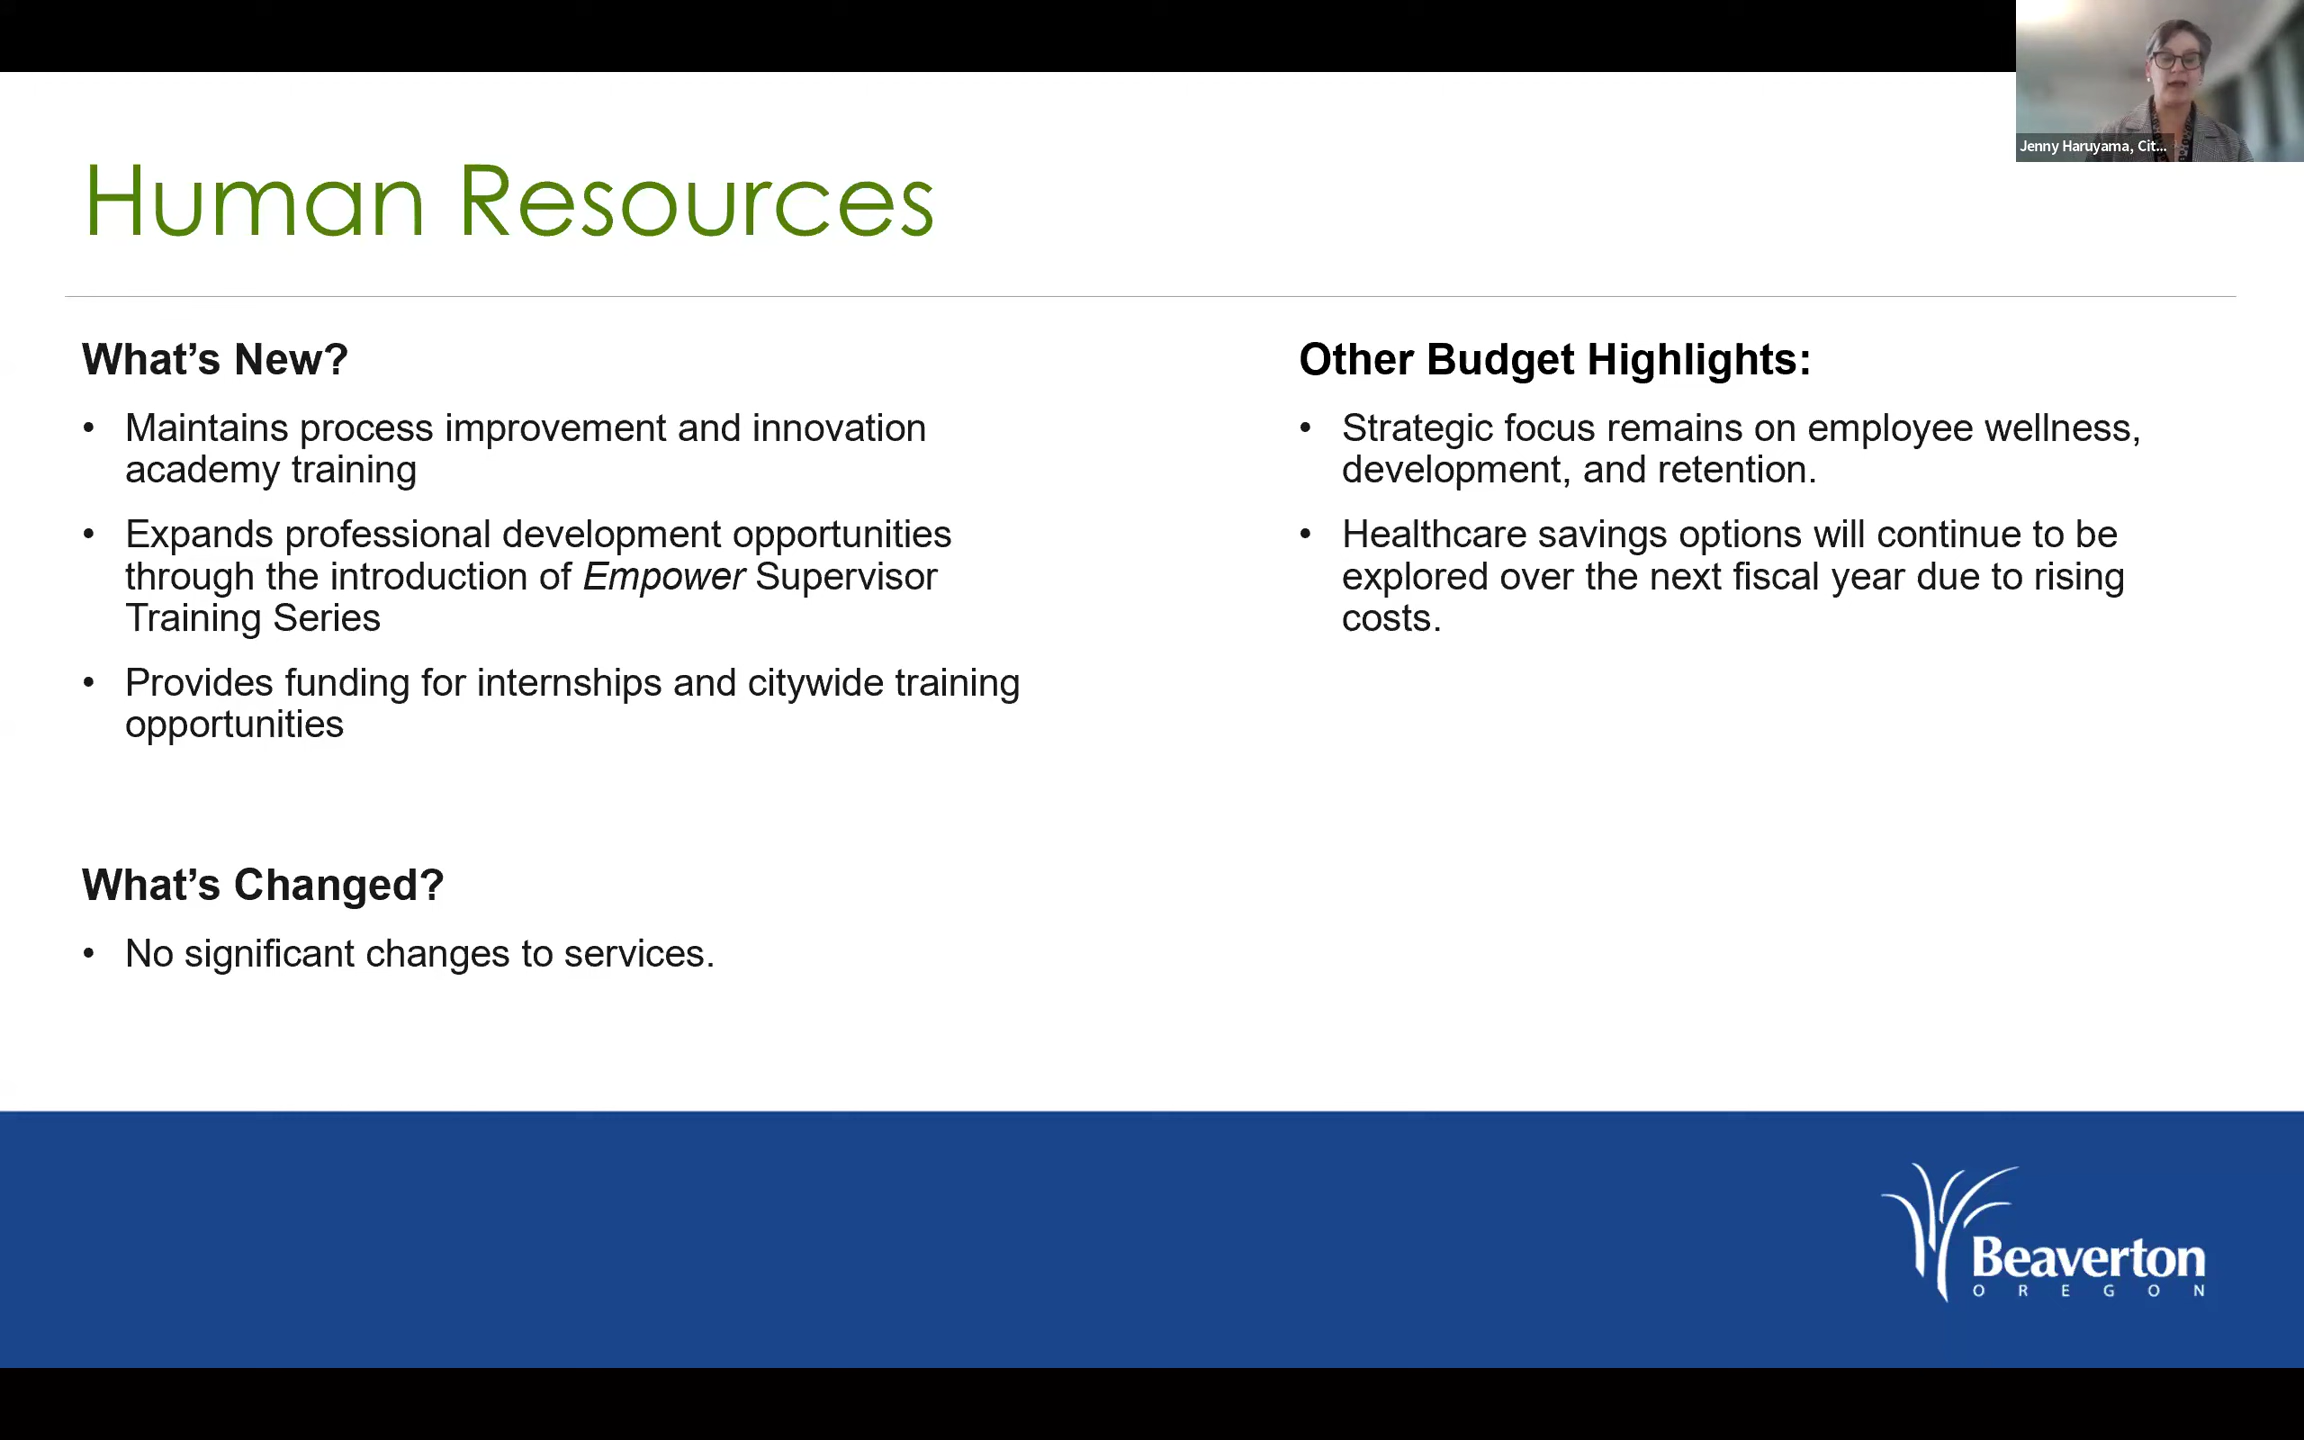 Jenny Haruyama, Cit...
Human Resources
What’s New?
• Maintains process improvement and innovation
academy training
• Expands professional development opportunities
through the introduction of Empower Supervisor
Training Series
• Provides funding for internships and citywide training
opportunities
What’s Changed?
• No significant changes to services.
Other Budget Highlights:
• Strategic focus remains on employee wellness,
development, and retention.
• Healthcare savings options will continue to be
explored over the next fiscal year due to rising
costs.
Beaverton
OREGON